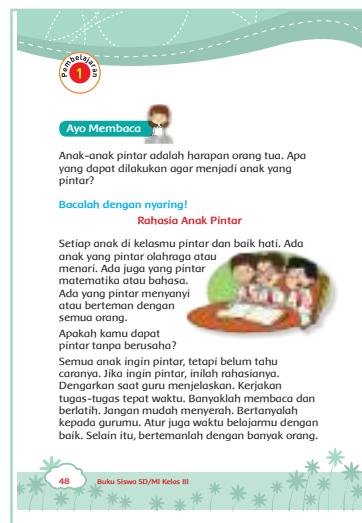 Pembelajaran
1
Ayo Membaca
Anak-anak pintar adalah harapan orang tua. Apa
yang dapat dilakukan agar menjadi anak yang
pintar?
Bacalah dengan nyaring!
Rahasia Anak Pintar
Setiap anak di kelasmu pintar dan baik hati. Ada
anak yang pintar olahraga atau
menari. Ada juga yang pintar
matematika atau bahasa.
Ada yang pintar menyanyi
atau berteman dengan
semua orang.
Apakah kamu dapat
pintar tanpa berusaha?
Semua anak ingin pintar, tetapi belum tahu
caranya. Jika ingin pintar, inilah rahasianya.
Dengarkan saat guru menjelaskan. Kerjakan
tugas-tugas tepat waktu. Banyaklah membaca dan
berlatih. Jangan mudah menyerah. Bertanyalah
kepada gurumu. Atur juga waktu belajarmu dengan
baik. Selain itu, bertemanlah dengan banyak orang.
48 Buku Siswa SD/MI Kelas III